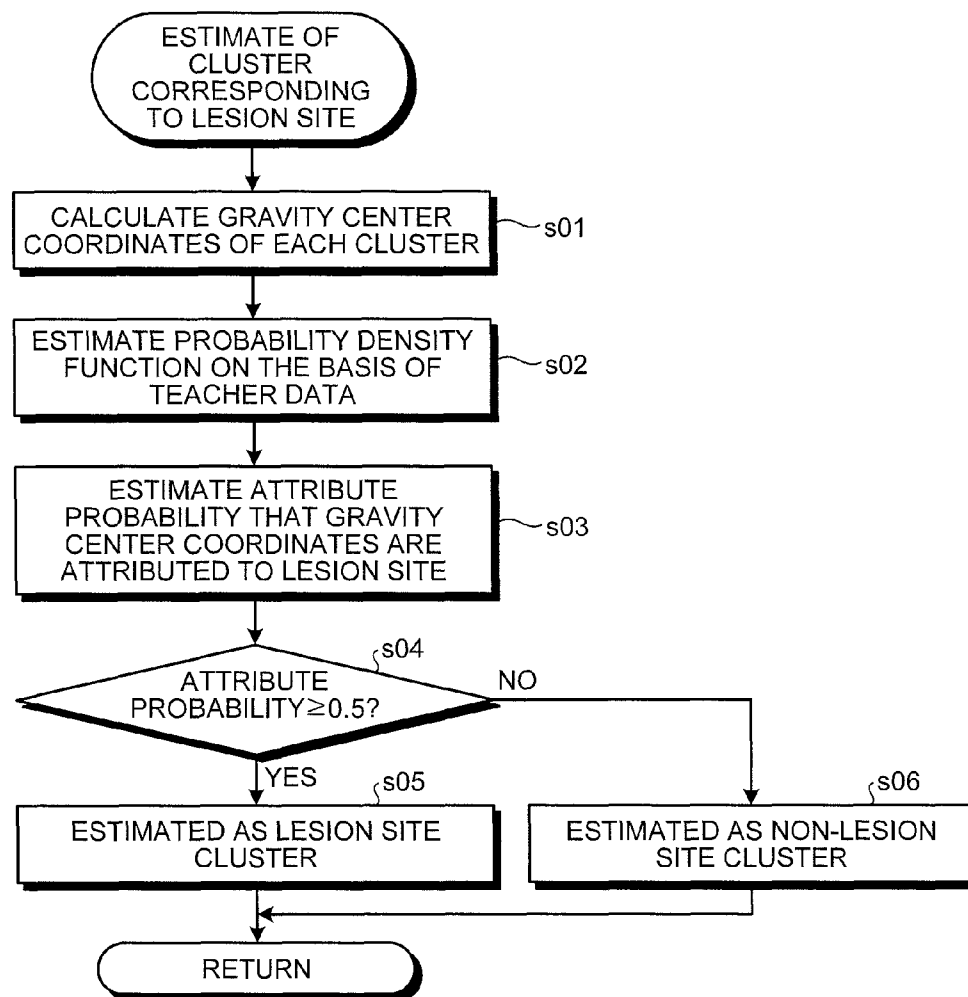 ESTIMATE OF
CLUSTER
CORRESPONDING
TO LESION SITE
CALCULATE GRAVITY CENTER
COORDINATES OF EACH CLUSTER
s01
ESTIMATE PROBABILITY DENSITY
FUNCTION ON THE BASIS OF
TEACHER DATA
s02
ESTIMATE ATTRIBUTE
PROBABILITY THAT GRAVITY
CENTER COORDINATES ARE
ATTRIBUTED TO LESION SITE
s03
s04
ATTRIBUTE
PROBABILITY≧0.5?
NO
YES
s05
ESTIMATED AS LESION SITE
CLUSTER
s06
ESTIMATED AS NON-LESION
SITE CLUSTER
RETURN